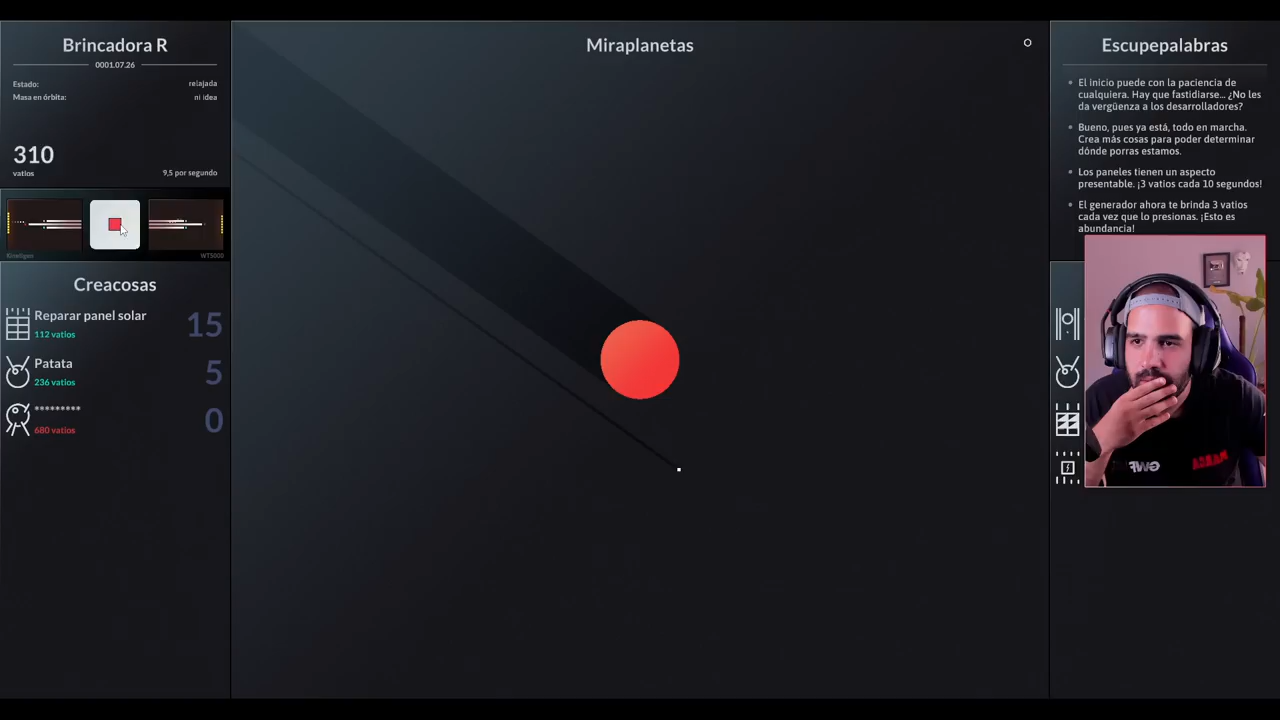 Brincadora R
0001.07.26
Estado: relajada
Masa en órbita: ni idea
310
vatios
9,5 por segundo
WT5000
Creacosas
Reparar panel solar
112 vatios
15
Patata
236 vatios
5
*********
680 vatios
0
Miraplanetas
Escupepalabras
El inicio puede con la paciencia de
cualquiera. Hay que fastidiarse... ¿No les
da vergüenza a los desarrolladores?
Bueno, pues ya está, todo en marcha.
Crea más cosas para poder determinar
dónde porras estamos.
Los paneles tienen un aspecto
presentable. ¡3 vatios cada 10 segundos!
El generador ahora te brinda 3 vatios
cada vez que lo presionas. ¡Esto es
abundancia!